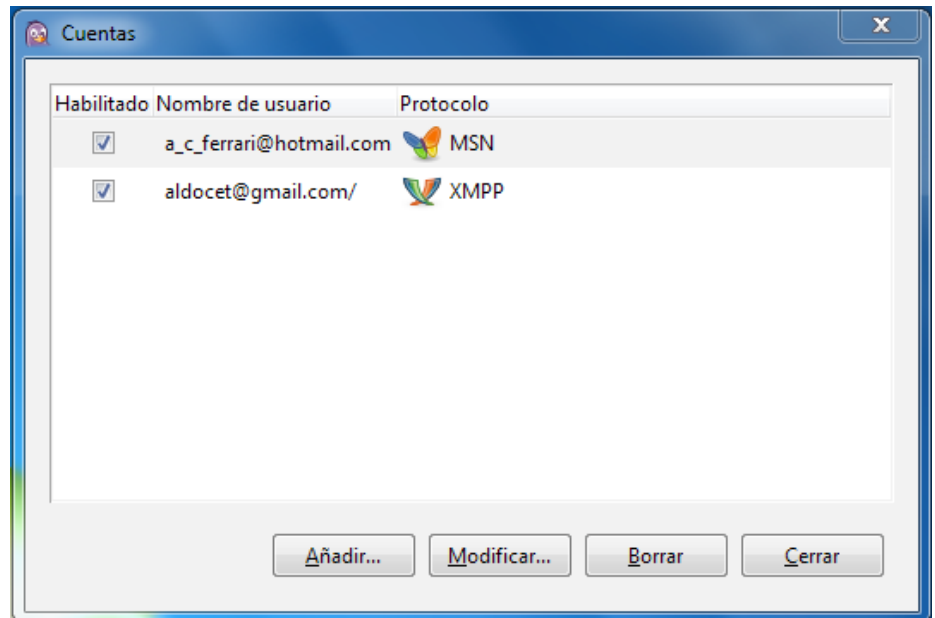 Cuentas
Habilitado Nombre de usuario Protocolo
a_c_ferrari@hotmail.com MSN
aldocet@gmail.com/ XMPP
Añadir... Modificar... Borrar Cerrar